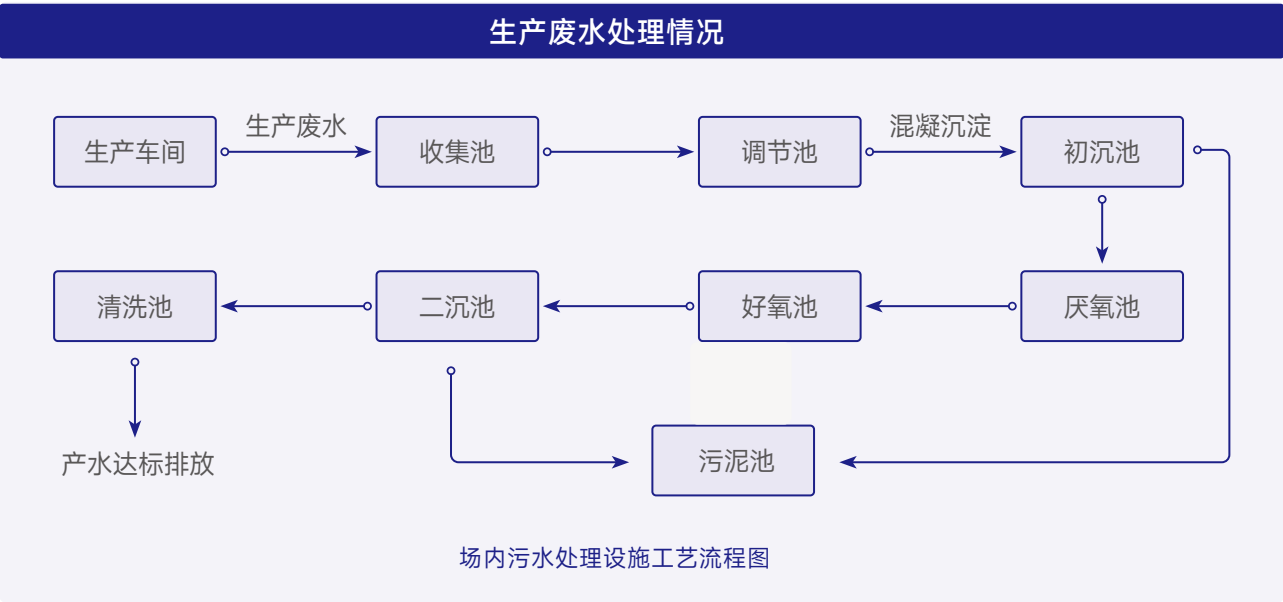 生产废水处理情况
生产车间
生产废水
收集池
调节池
混凝沉淀
初沉池
清洗池
二沉池
好氧池
厌氧池
产水达标排放
污泥池
场内污水处理设施工艺流程图